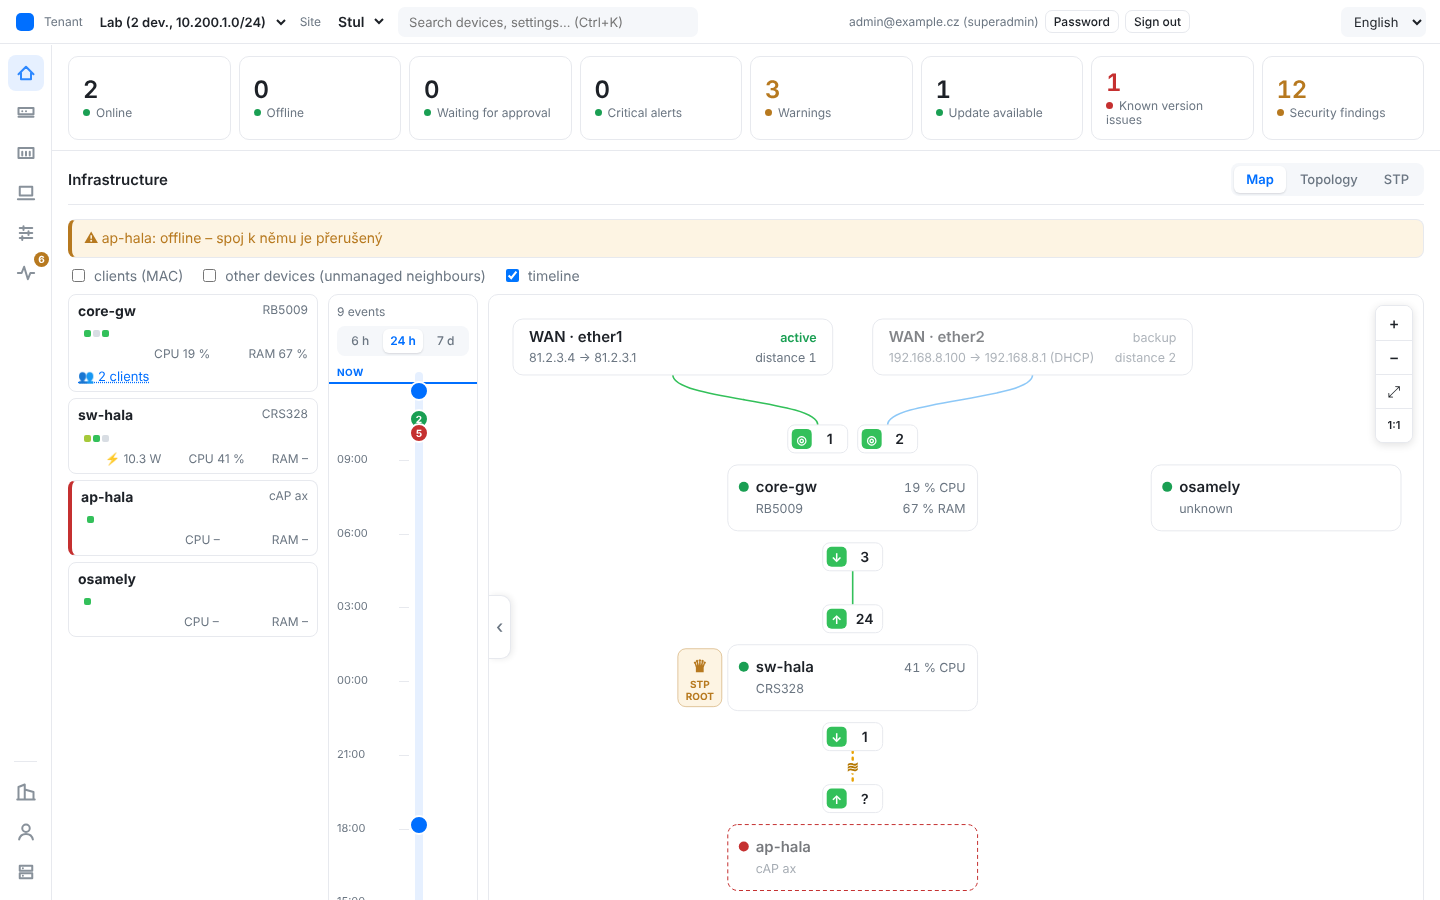 Tenant Lab (2 dev., 10.200.1.0/24) Site Stul Search devices, settings... (Ctrl+K) admin@example.cz (superadmin) Password Sign out English
2
Online
0
Offline
0
Waiting for approval
0
Critical alerts
3
Warnings
1
Update available
1
Known version
issues
12
Security findings
6
Infrastructure
Map Topology STP
⚠ ap-hala: offline – spoj k němu je přerušený
clients (MAC) other devices (unmanaged neighbours) timeline
core-gw RB5009
CPU 19 % RAM 67 %
👥 2 clients
sw-hala CRS328
⚡ 10.3 W CPU 41 % RAM –
ap-hala cAP ax
CPU – RAM –
osamely
CPU – RAM –
9 events
6 h 24 h 7 d
NOW
2
5
09:00
06:00
03:00
00:00
21:00
18:00
15:00
WAN · ether1 active
81.2.3.4 → 81.2.3.1 distance 1
WAN · ether2 backup
192.168.8.100 → 192.168.8.1 (DHCP) distance 2
+
−
⤢
1:1
◎ 1
◎ 2
core-gw 19 % CPU
RB5009 67 % RAM
osamely
unknown
↓ 3
↑ 24
♛
STP
ROOT
sw-hala 41 % CPU
CRS328
↓ 1
≋
↑ ?
ap-hala
cAP ax
‹